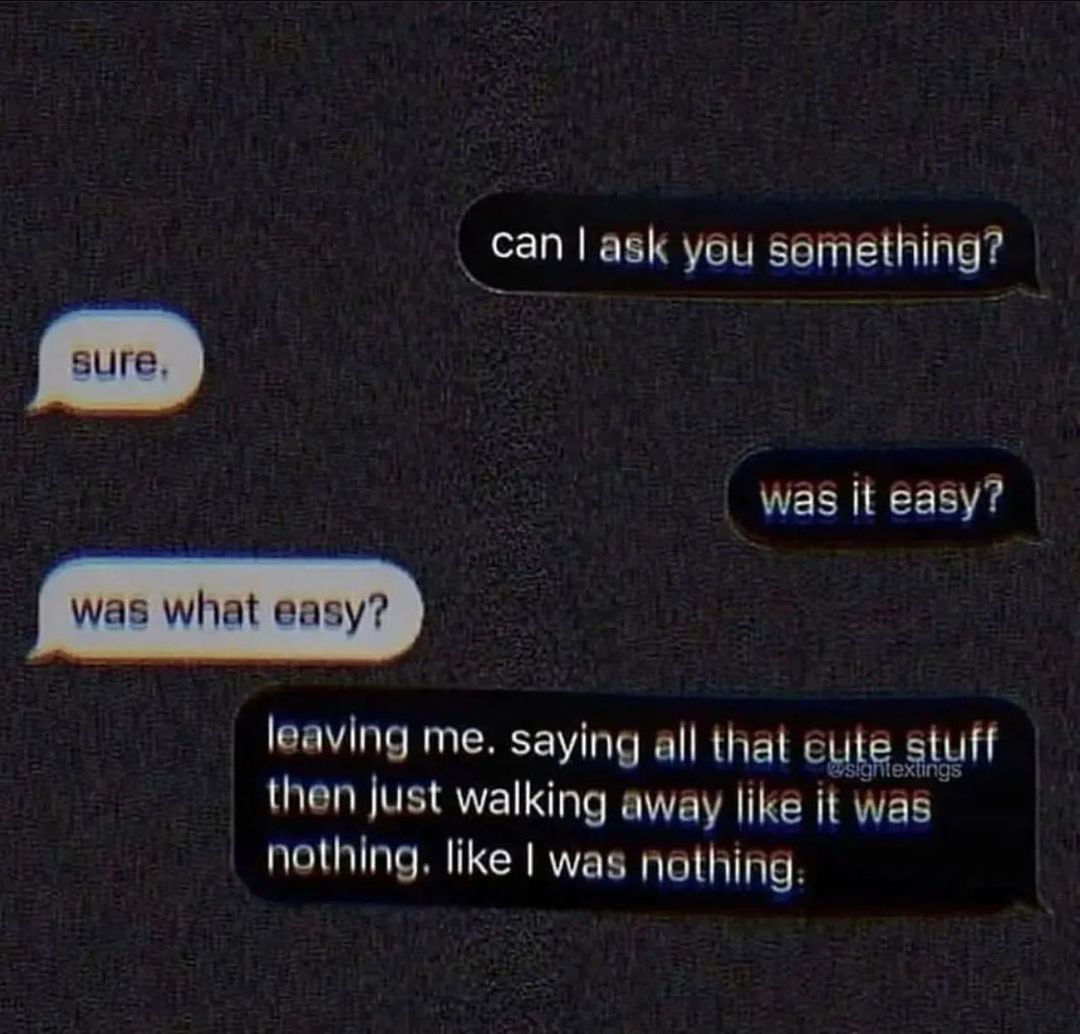 can I ask you something?
sure.
was it easy?
was what easy?
leaving me. saying all that cute stuff
@sightextings
then just walking away like it was
nothing. like I was nothing.